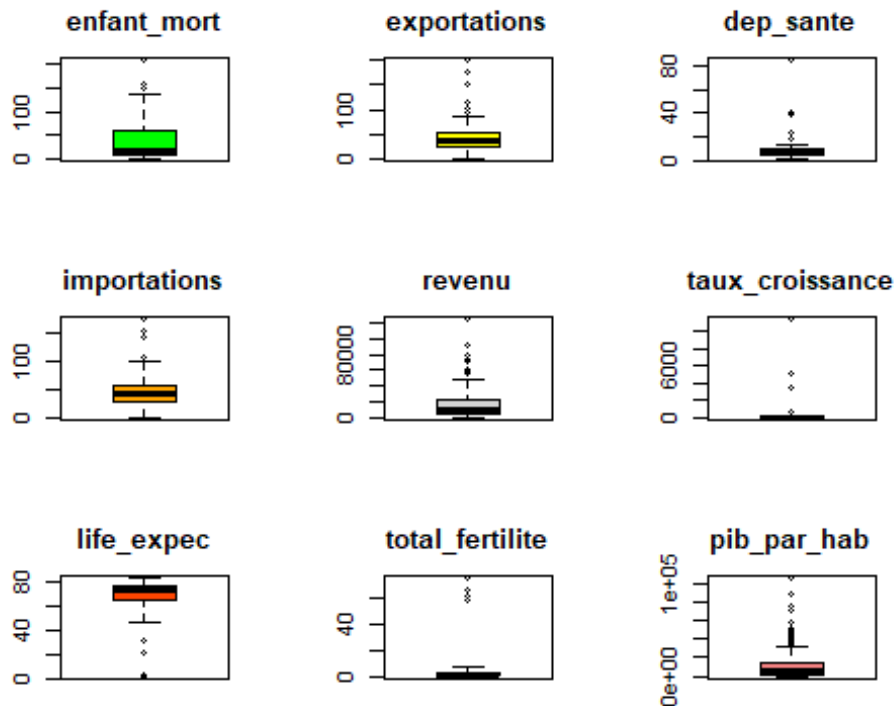 enfant_mort
0 100
exportations
0 100
dep_sante
0 40 80
importations
0 100
revenu
0 80000
taux_croissance
0 6000
life_expec
0 40 80
total_fertilite
0 40
pib_par_hab
0e+00 1e+05